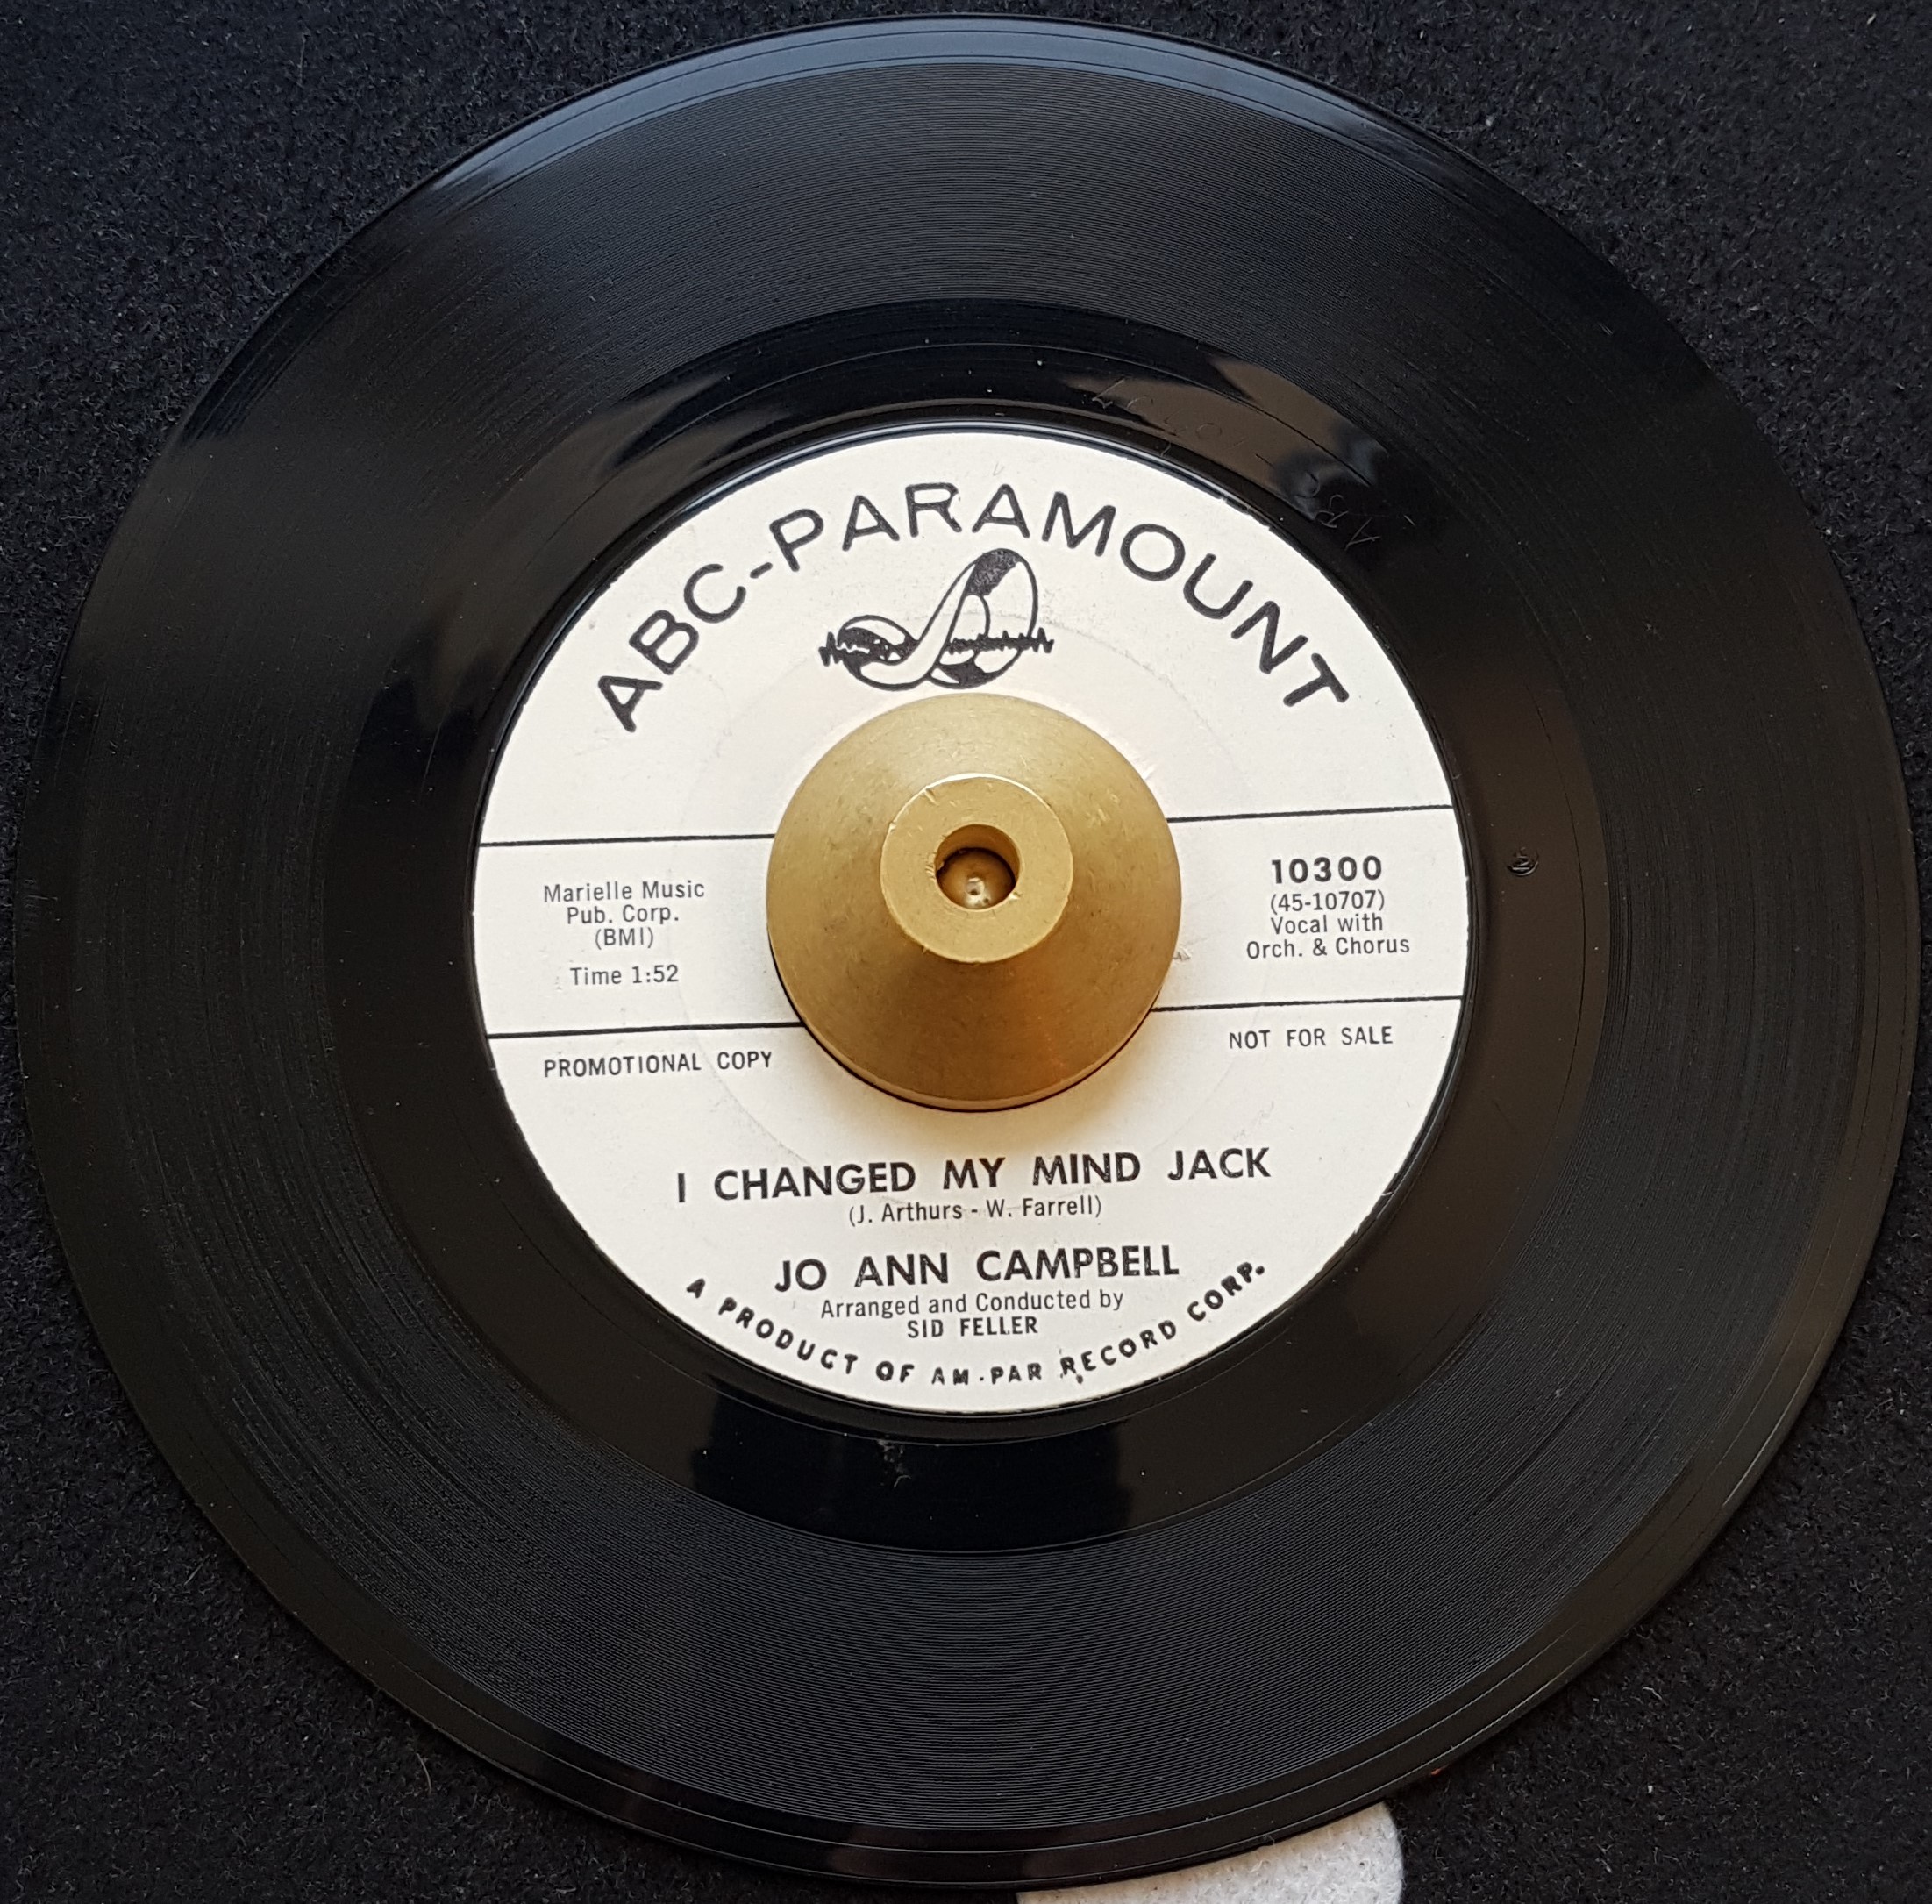 ABC-PARAMOUNT
Marielle Music
Pub. Corp.
(BMI)
Time 1:52
10300
(45-10707)
Vocal with
Orch. & Chorus
PROMOTIONAL COPY
NOT FOR SALE
I CHANGED MY MIND JACK
(J. Arthurs - W. Farrell)
JO ANN CAMPBELL
Arranged and Conducted by
SID FELLER
A PRODUCT OF AM-PAR RECORD CORP.